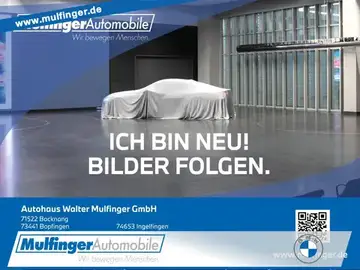 www.mulfinger.com
MulfingerAutomobile
Wir bewegen Menschen.
ICH BIN NEU!
BILDER FOLGEN.
Autohaus Walter Mulfinger GmbH
71522 Backnang
73441 Bopfingen 74653 Ingelfingen
MulfingerAutomobile
Wir bewegen Menschen.